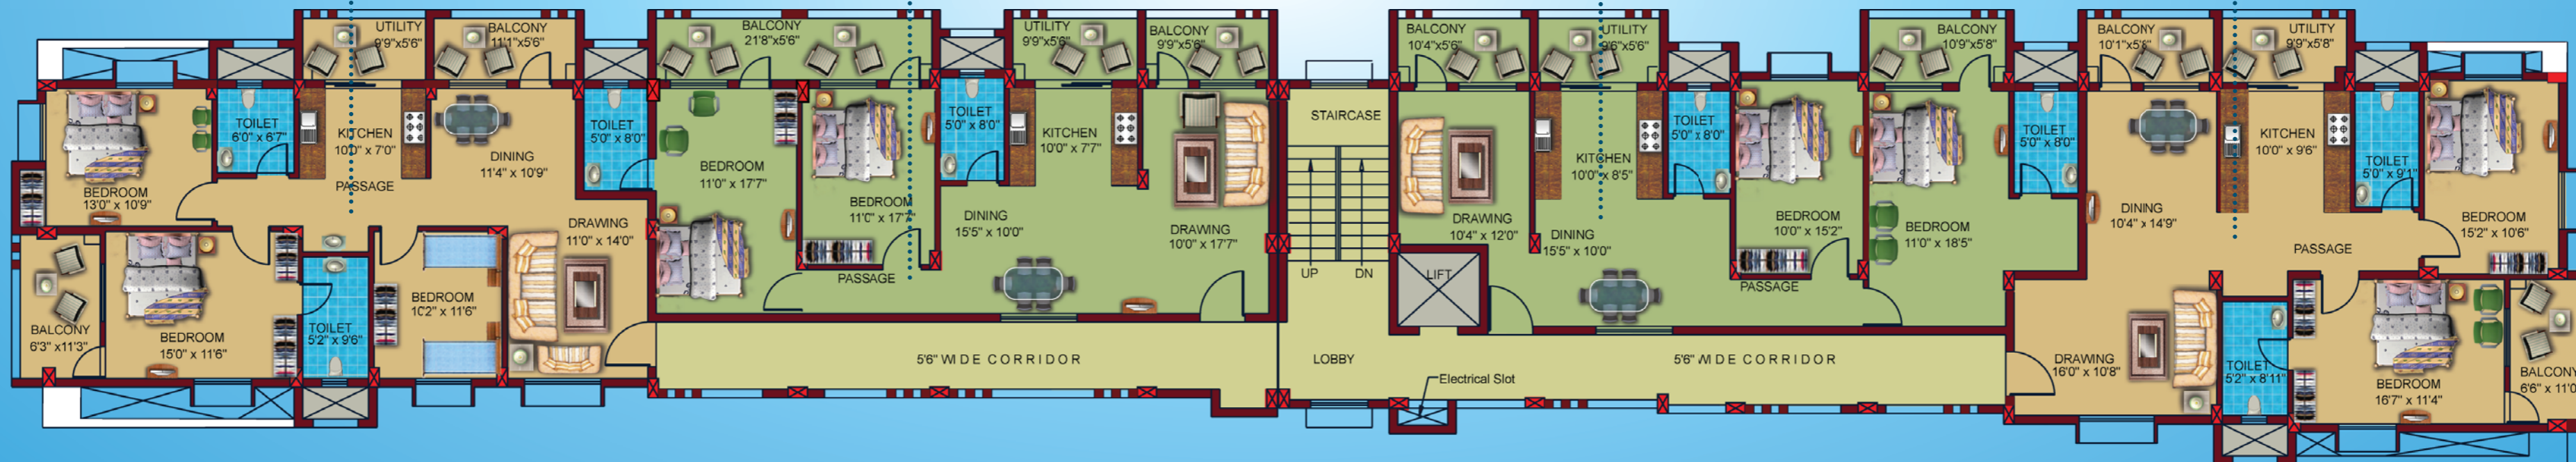 UTILITY
9'9"x5'6"
BALCONY
11'1"x5'6"
TOILET
6'0" x 6'7"
KITCHEN
10'0" x 7'0"
DINING
11'4" x 10'9"
TOILET
5'0" x 8'0"
BEDROOM
13'0" x 10'9"
PASSAGE
DRAWING
11'0" x 14'0"
BALCONY
6'3" x11'3"
BEDROOM
15'0" x 11'6"
TOILET
5'2" x 9'6"
BEDROOM
10'2" x 11'6"
BALCONY
21'8"x5'6"
UTILITY
9'9"x5'6"
BALCONY
9'9"x5'6"
BEDROOM
11'0" x 17'7"
BEDROOM
11'0" x 17'7"
TOILET
5'0" x 8'0"
KITCHEN
10'0" x 7'7"
DINING
15'5" x 10'0"
DRAWING
10'0" x 17'7"
PASSAGE
5'6" WIDE CORRIDOR
STAIRCASE
UP
DN
LIFT
LOBBY
Electrical Slot
BALCONY
10'4"x5'6"
UTILITY
9'6"x5'6"
BALCONY
10'9"x5'8"
KITCHEN
10'0" x 8'5"
TOILET
5'0" x 8'0"
DRAWING
10'4" x 12'0"
DINING
15'5" x 10'0"
BEDROOM
10'0" x 15'2"
BEDROOM
11'0" x 18'5"
PASSAGE
5'6" WIDE CORRIDOR
BALCONY
10'1"x5'8"
UTILITY
9'9"x5'8"
TOILET
5'0" x 8'0"
KITCHEN
10'0" x 9'6"
TOILET
5'0" x 9'1"
DINING
10'4" x 14'9"
BEDROOM
15'2" x 10'6"
PASSAGE
DRAWING
16'0" x 10'8"
TOILET
5'2" x 8'11"
BEDROOM
16'7" x 11'4"
BALCONY
6'6" x 11'0